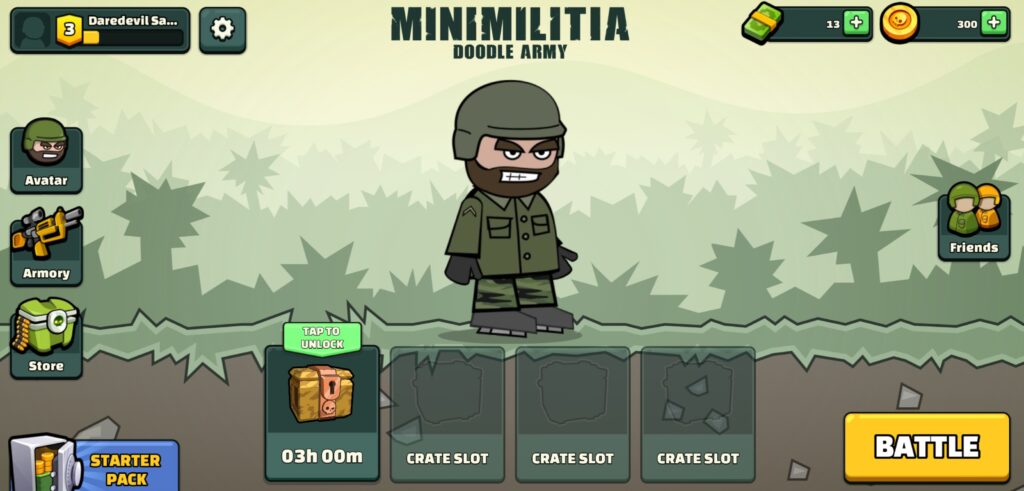 3
Daredevil Sa...
MINIMILITIA
DOODLE ARMY
13
300
Avatar
Armory
Friends
Store
TAP TO
UNLOCK
03h 00m
CRATE SLOT
CRATE SLOT
CRATE SLOT
STARTER
PACK
BATTLE